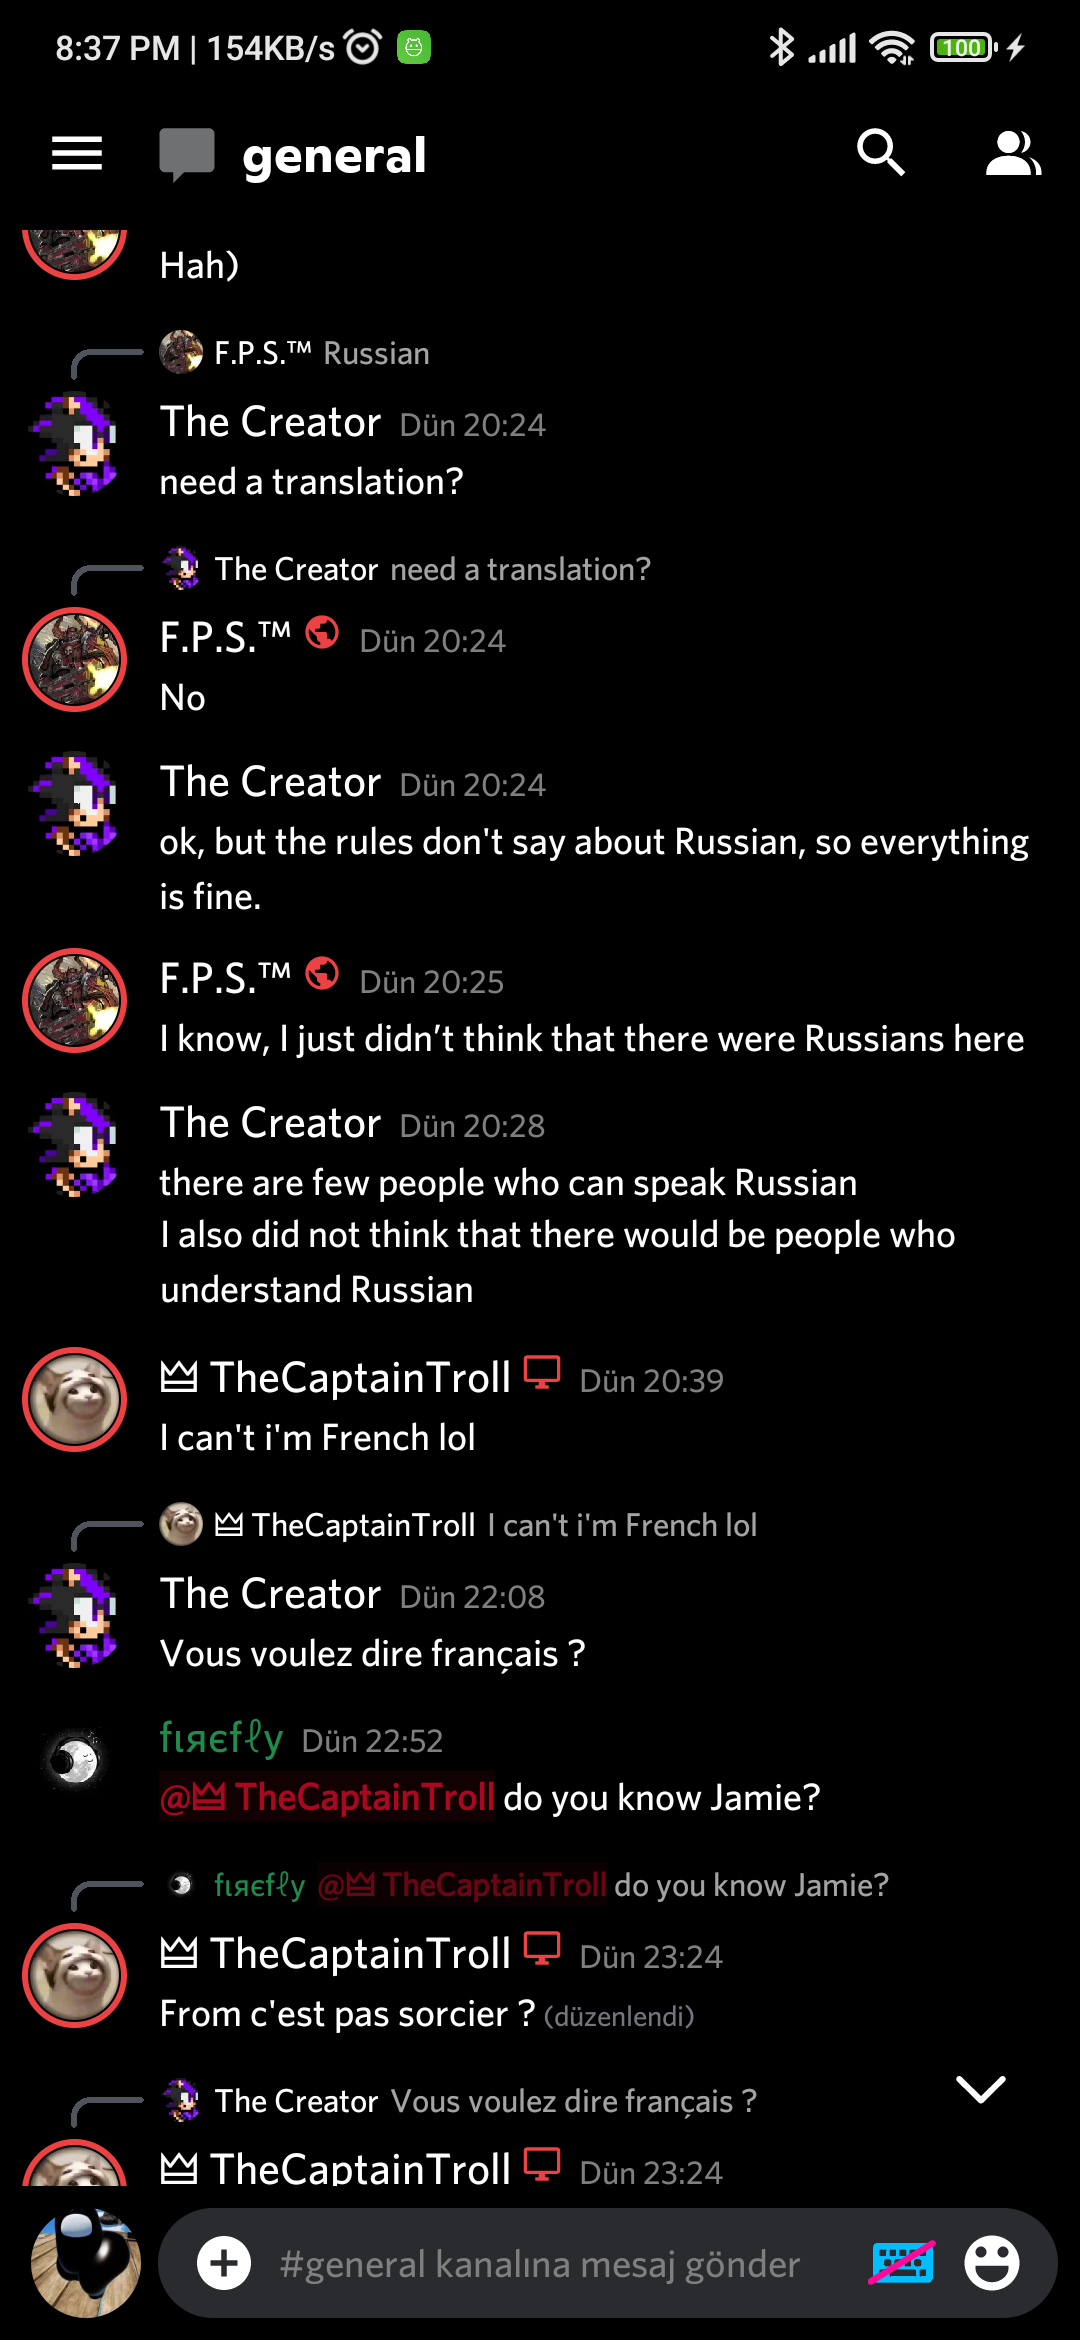 8:37 PM | 154KB/s
100
general
Hah)
F.P.S.™ Russian
The Creator Dün 20:24
need a translation?
The Creator need a translation?
F.P.S.™ Dün 20:24
No
The Creator Dün 20:24
ok, but the rules don't say about Russian, so everything
is fine.
F.P.S.™ Dün 20:25
I know, I just didn’t think that there were Russians here
The Creator Dün 20:28
there are few people who can speak Russian
I also did not think that there would be people who
understand Russian
TheCaptainTroll Dün 20:39
I can't i'm French lol
TheCaptainTroll I can't i'm French lol
The Creator Dün 22:08
Vous voulez dire français ?
fιяєfℓy Dün 22:52
@TheCaptainTroll do you know Jamie?
fιяєfℓy @TheCaptainTroll do you know Jamie?
TheCaptainTroll Dün 23:24
From c'est pas sorcier ? (düzenlendi)
The Creator Vous voulez dire français ?
TheCaptainTroll Dün 23:24
#general kanalına mesaj gönder